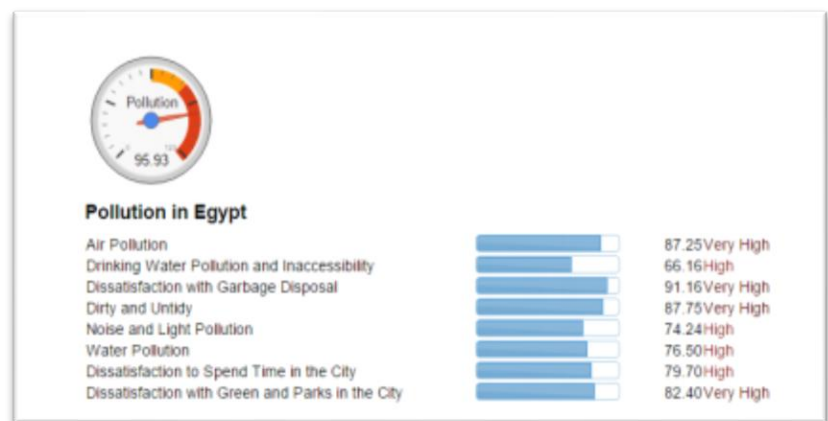 Pollution
95.93
Pollution in Egypt
Air Pollution 87.25 Very High
Drinking Water Pollution and Inaccessibility 66.16 High
Dissatisfaction with Garbage Disposal 91.16 Very High
Dirty and Untidy 87.75 Very High
Noise and Light Pollution 74.24 High
Water Pollution 76.50 High
Dissatisfaction to Spend Time in the City 79.70 High
Dissatisfaction with Green and Parks in the City 82.40 Very High